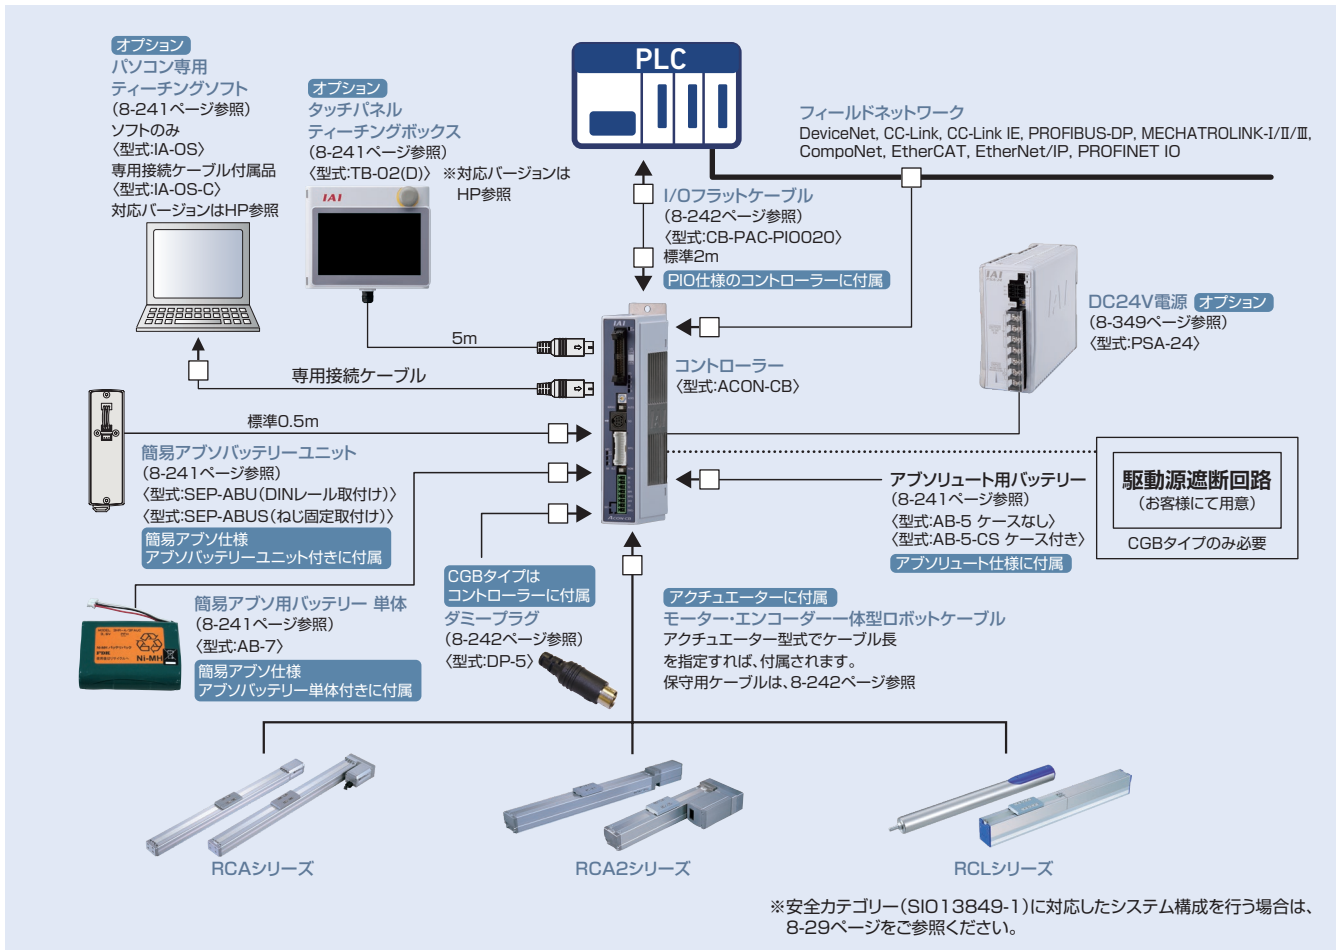 オプション
パソコン専用
ティーチングソフト
(8-241ページ参照)
ソフトのみ
〈型式:IA-OS〉
専用接続ケーブル付属品
〈型式:IA-OS-C〉
対応バージョンはHP参照
オプション
タッチパネル
ティーチングボックス
(8-241ページ参照)
〈型式:TB-02(D)〉 ※対応バージョンは
HP参照
IAI
PLC
フィールドネットワーク
DeviceNet, CC-Link, CC-Link IE, PROFIBUS-DP, MECHATROLINK-Ⅰ/Ⅱ/Ⅲ,
CompoNet, EtherCAT, EtherNet/IP, PROFINET IO
I/Oフラットケーブル
(8-242ページ参照)
〈型式:CB-PAC-PIO020〉
標準2m
PIO仕様のコントローラーに付属
IAI
DC24V電源 オプション
(8-349ページ参照)
〈型式:PSA-24〉
5m
専用接続ケーブル
IAI
コントローラー
〈型式:ACON-CB〉
ACON-CB
標準0.5m
簡易アブソバッテリーユニット
(8-241ページ参照)
〈型式:SEP-ABU(DINレール取付け)〉
〈型式:SEP-ABUS(ねじ固定取付け)〉
簡易アブソ仕様
アブソバッテリーユニット付きに付属
アブソリュート用バッテリー
(8-241ページ参照)
〈型式:AB-5 ケースなし〉
〈型式:AB-5-CS ケース付き〉
アブソリュート仕様に付属
駆動源遮断回路
(お客様にて用意)
CGBタイプのみ必要
Ni-MH
簡易アブソ用バッテリー 単体
(8-241ページ参照)
〈型式:AB-7〉
簡易アブソ仕様
アブソバッテリー単体付きに付属
CGBタイプは
コントローラーに付属
ダミープラグ
(8-242ページ参照)
〈型式:DP-5〉
アクチュエーターに付属
モーター・エンコーダー一体型ロボットケーブル
アクチュエーター型式でケーブル長
を指定すれば、付属されます。
保守用ケーブルは、8-242ページ参照
RCAシリーズ
RCA2シリーズ
RCLシリーズ
※安全カテゴリー(SIO13849-1)に対応したシステム構成を行う場合は、
8-29ページをご参照ください。